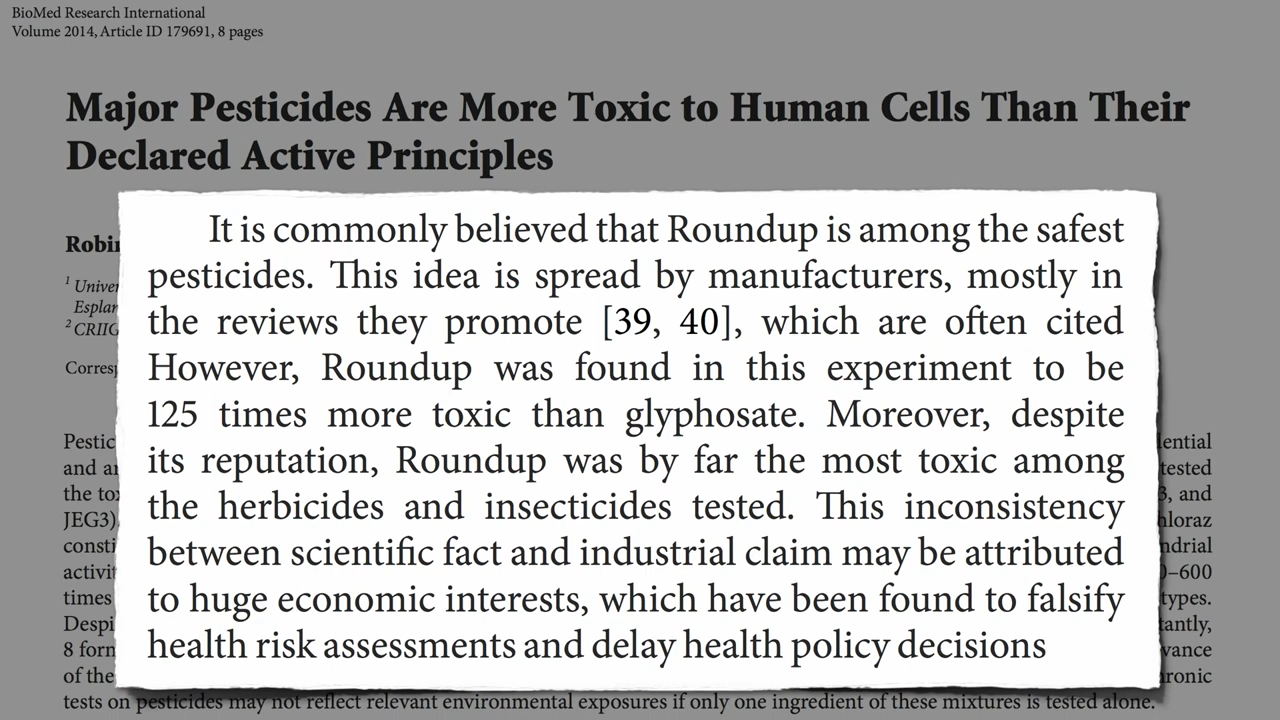 BioMed Research International
Volume 2014, Article ID 179691, 8 pages
Major Pesticides Are More Toxic to Human Cells Than Their
Declared Active Principles
It is commonly believed that Roundup is among the safest
pesticides. This idea is spread by manufacturers, mostly in
the reviews they promote [39, 40], which are often cited
However, Roundup was found in this experiment to be
125 times more toxic than glyphosate. Moreover, despite
its reputation, Roundup was by far the most toxic among
the herbicides and insecticides tested. This inconsistency
between scientific fact and industrial claim may be attributed
to huge economic interests, which have been found to falsify
health risk assessments and delay health policy decisions
tests on pesticides may not reflect relevant environmental exposures if only one ingredient of these mixtures is tested alone.